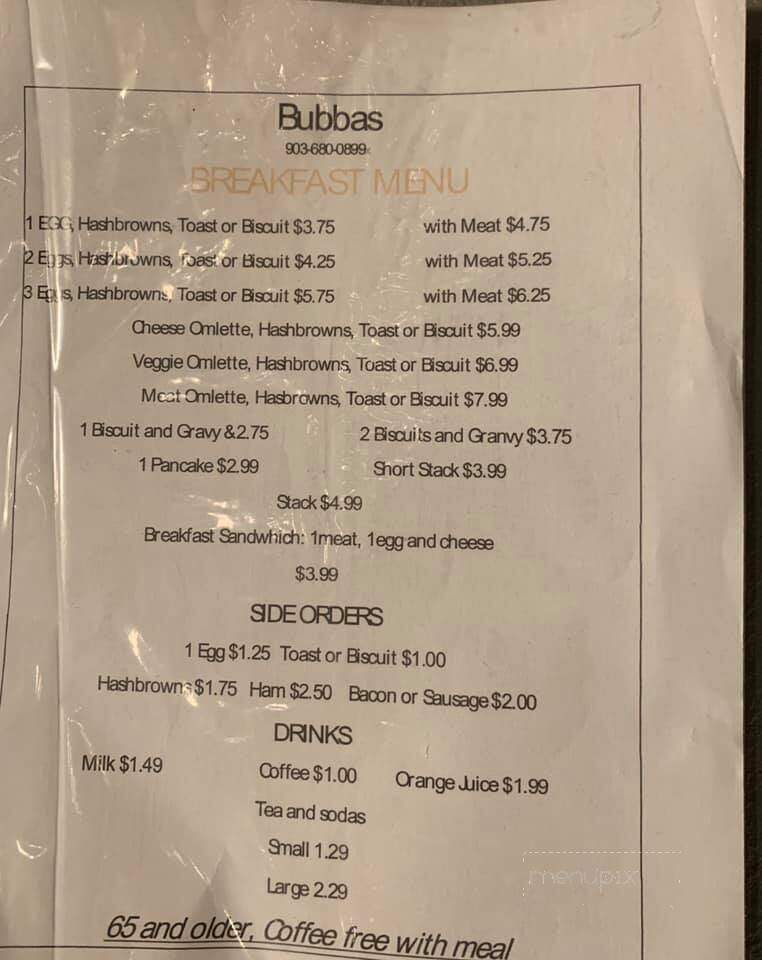 Bubbas
903-680-0899
BREAKFAST MENU
1 EGG, Hashbrowns, Toast or Biscuit $3.75 with Meat $4.75
2 Eggs, Hashbrowns, Toast or Biscuit $4.25 with Meat $5.25
3 Eggs, Hashbrowns, Toast or Biscuit $5.75 with Meat $6.25
Cheese Omlette, Hashbrowns, Toast or Biscuit $5.99
Veggie Omlette, Hashbrowns, Toast or Biscuit $6.99
Meat Omlette, Hasbrowns, Toast or Biscuit $7.99
1 Biscuit and Gravy &2.75 2 Biscuits and Granvy $3.75
1 Pancake $2.99 Short Stack $3.99
Stack $4.99
Breakfast Sandwhich: 1meat, 1egg and cheese
$3.99
SIDE ORDERS
1 Egg $1.25 Toast or Biscuit $1.00
Hashbrowns $1.75 Ham $2.50 Bacon or Sausage $2.00
DRINKS
Milk $1.49 Coffee $1.00 Orange Juice $1.99
Tea and sodas
Small 1.29
Large 2.29
menupix
65 and older, Coffee free with meal